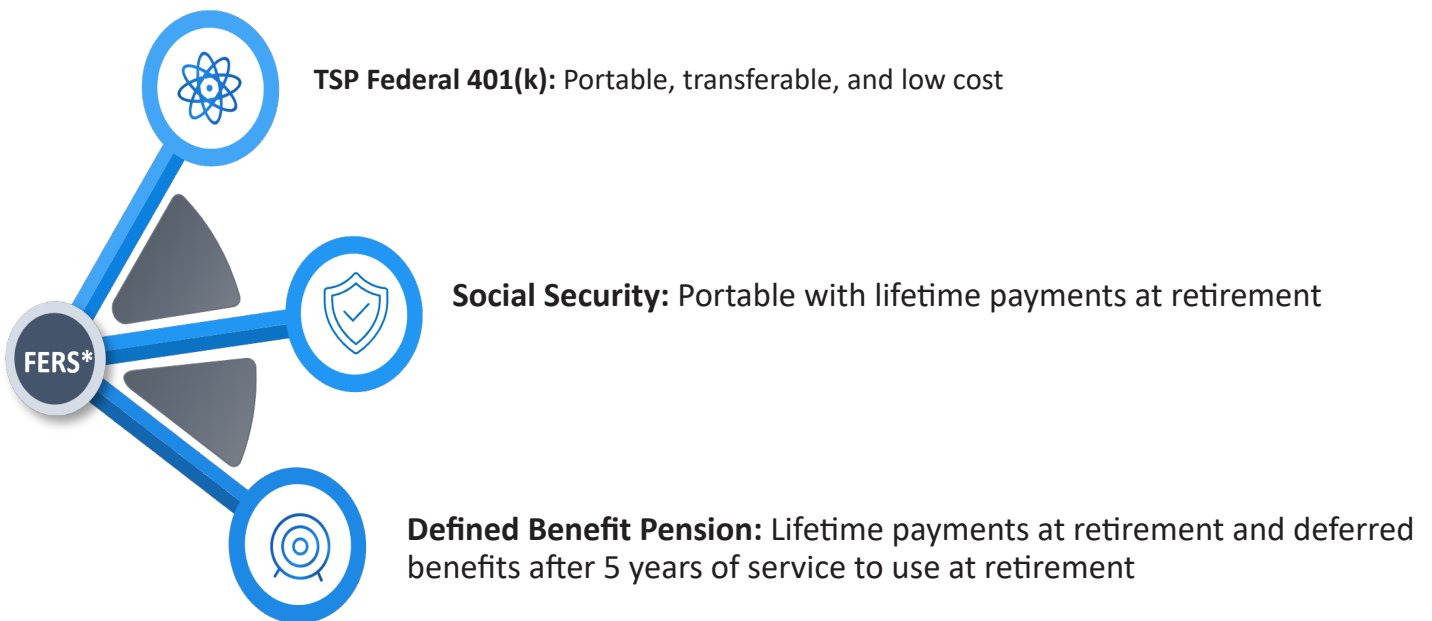 TSP Federal 401(k): Portable, transferable, and low cost
Social Security: Portable with lifetime payments at retirement
FERS*
Defined Benefit Pension: Lifetime payments at retirement and deferred
benefits after 5 years of service to use at retirement